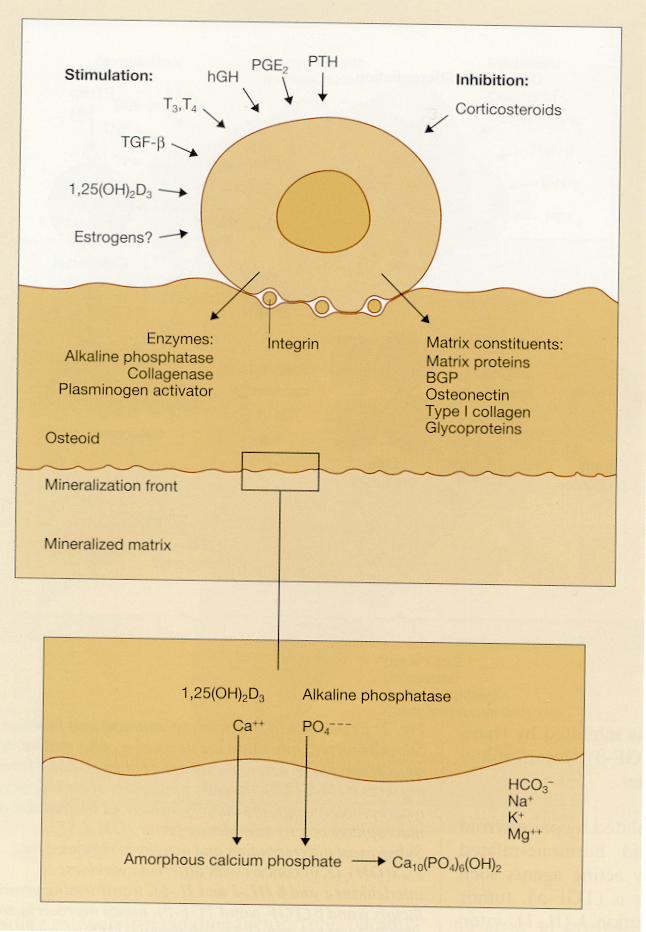 Stimulation:
hGH
PGE₂
PTH
Inhibition:
T₃,T₄
Corticosteroids
TGF-β
1,25(OH)₂D₃
Estrogens?
Enzymes:
Alkaline phosphatase
Collagenase
Plasminogen activator
Integrin
Matrix constituents:
Matrix proteins
BGP
Osteonectin
Type I collagen
Glycoproteins
Osteoid
Mineralization front
Mineralized matrix
1,25(OH)₂D₃
Alkaline phosphatase
Ca⁺⁺
PO₄⁻⁻⁻
HCO₃⁻
Na⁺
K⁺
Mg⁺⁺
Amorphous calcium phosphate
Ca₁₀(PO₄)₆(OH)₂